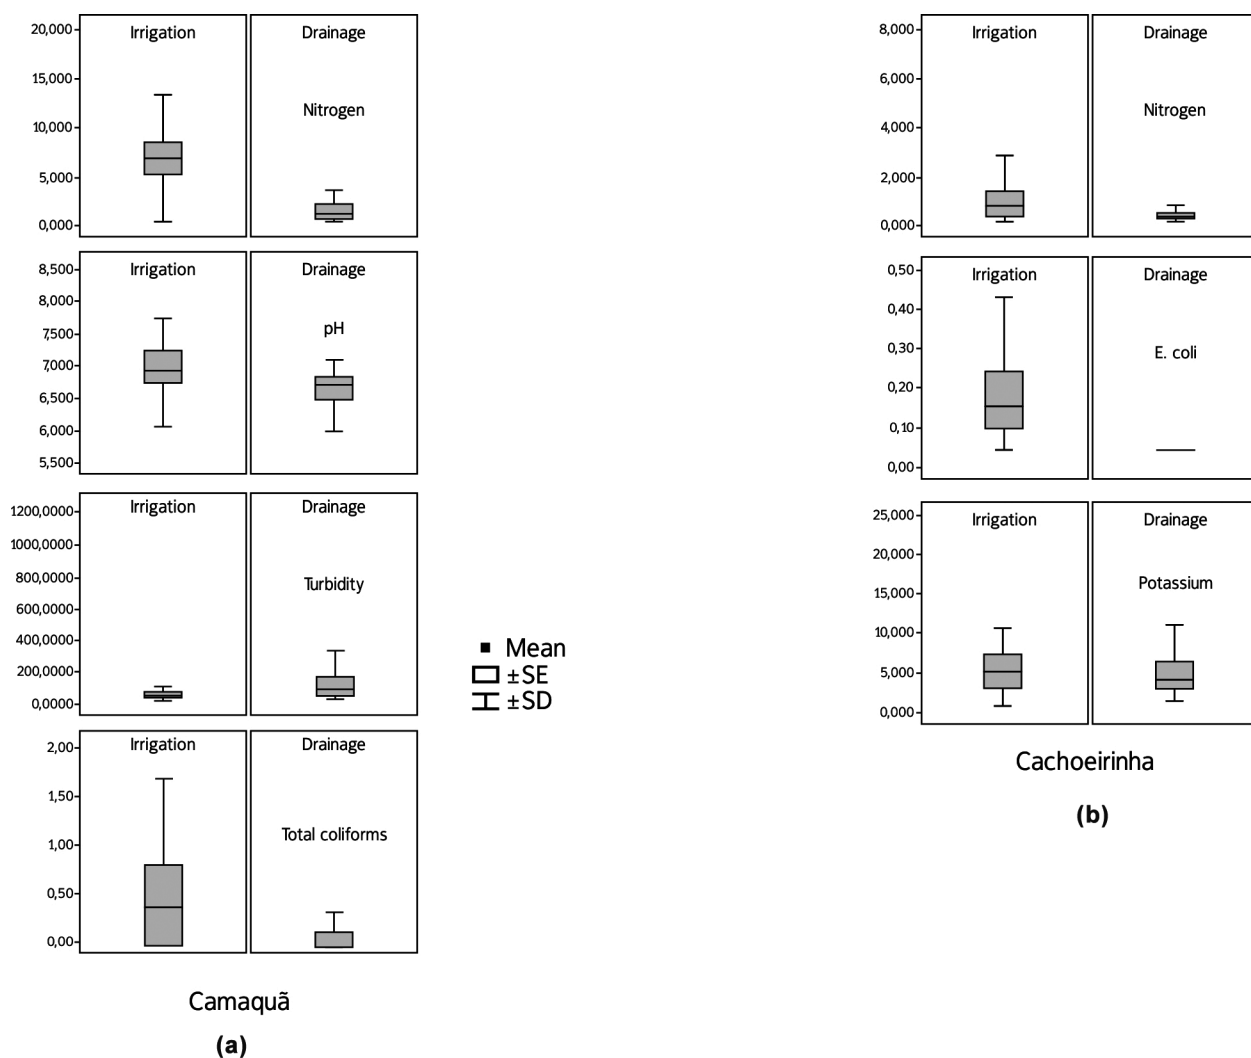 Irrigation
Drainage
Nitrogen
20,000
15,000
10,000
5,000
0,000
Irrigation
Drainage
pH
8,500
8,000
7,500
7,000
6,500
6,000
5,500
Irrigation
Drainage
Turbidity
1200,0000
1000,0000
800,0000
600,0000
400,0000
200,0000
0,0000
Irrigation
Drainage
Total coliforms
2,00
1,50
1,00
0,50
0,00
Camaquã
(a)
Mean
±SE
±SD
Irrigation
Drainage
Nitrogen
8,000
6,000
4,000
2,000
0,000
Irrigation
Drainage
E. coli
0,50
0,40
0,30
0,20
0,10
0,00
Irrigation
Drainage
Potassium
25,000
20,000
15,000
10,000
5,000
0,000
Cachoeirinha
(b)